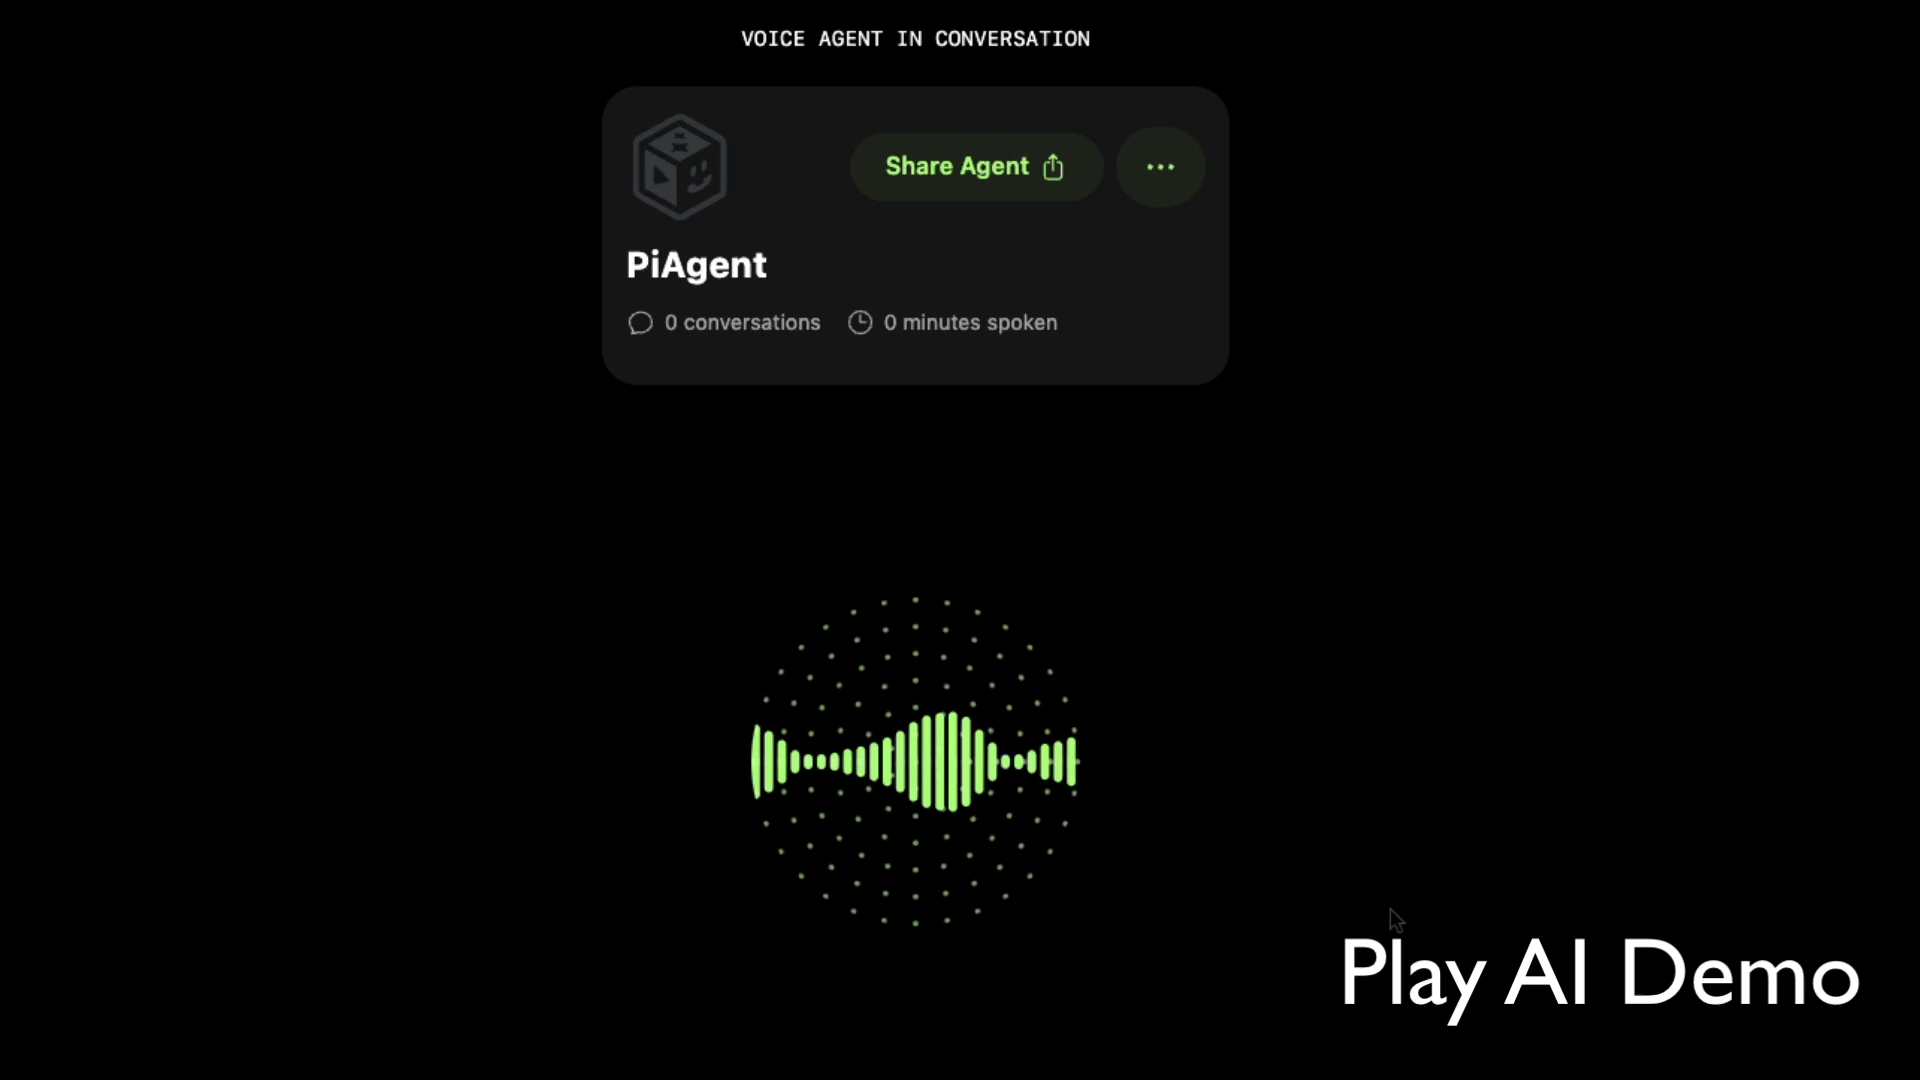 VOICE AGENT IN CONVERSATION
Share Agent
PiAgent
0 conversations 0 minutes spoken
Play AI Demo